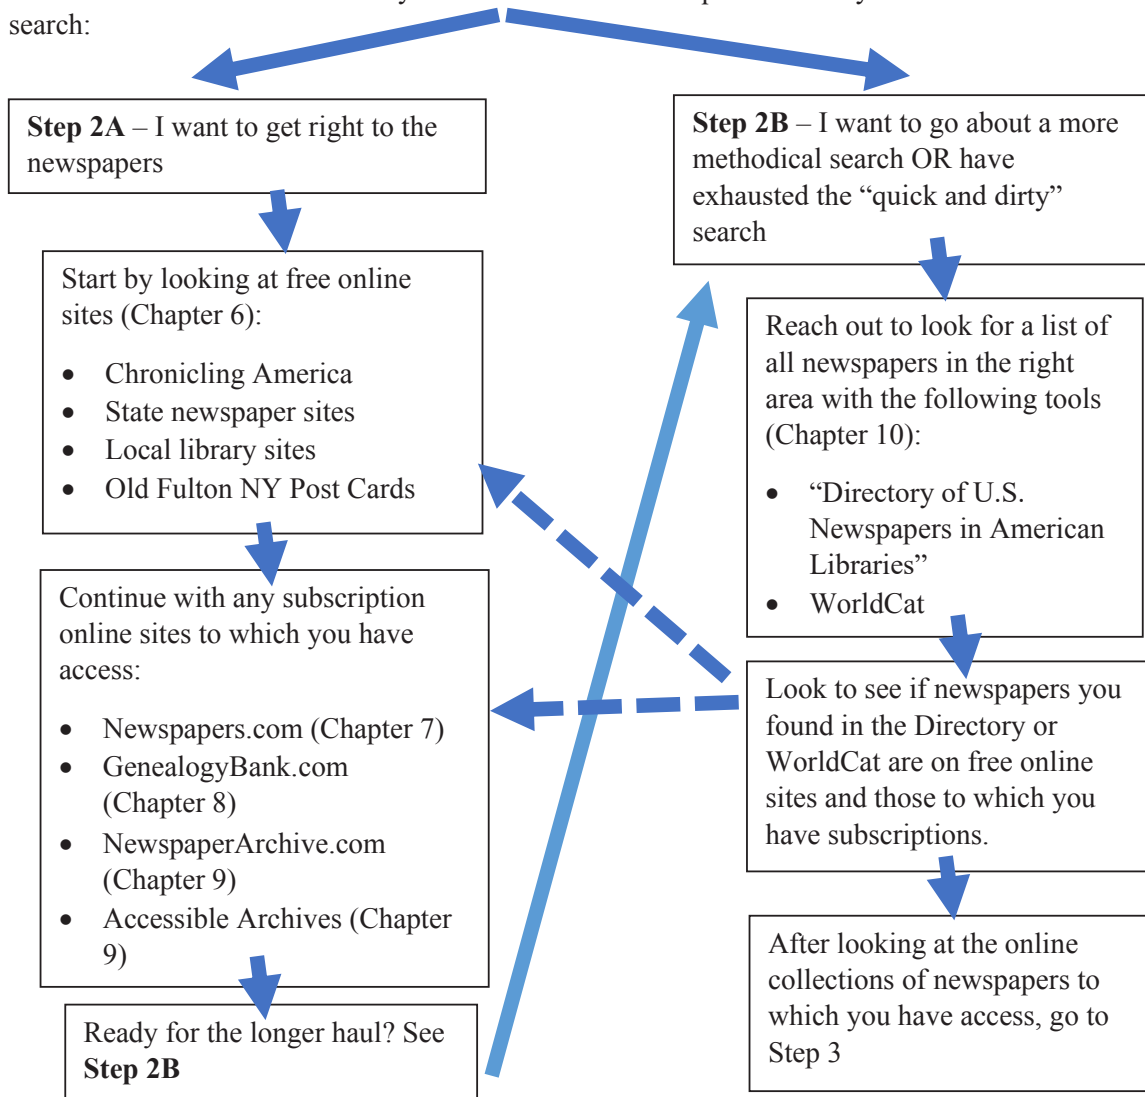 search:
Step 2A – I want to get right to the
newspapers
Start by looking at free online
sites (Chapter 6):
• Chronicling America
• State newspaper sites
• Local library sites
• Old Fulton NY Post Cards
Continue with any subscription
online sites to which you have
access:
• Newspapers.com (Chapter 7)
• GenealogyBank.com
(Chapter 8)
• NewspaperArchive.com
(Chapter 9)
• Accessible Archives (Chapter
9)
Ready for the longer haul? See
Step 2B
Step 2B – I want to go about a more
methodical search OR have
exhausted the “quick and dirty”
search
Reach out to look for a list of
all newspapers in the right
area with the following tools
(Chapter 10):
• “Directory of U.S.
Newspapers in American
Libraries”
• WorldCat
Look to see if newspapers you
found in the Directory or
WorldCat are on free online
sites and those to which you
have subscriptions.
After looking at the online
collections of newspapers to
which you have access, go to
Step 3